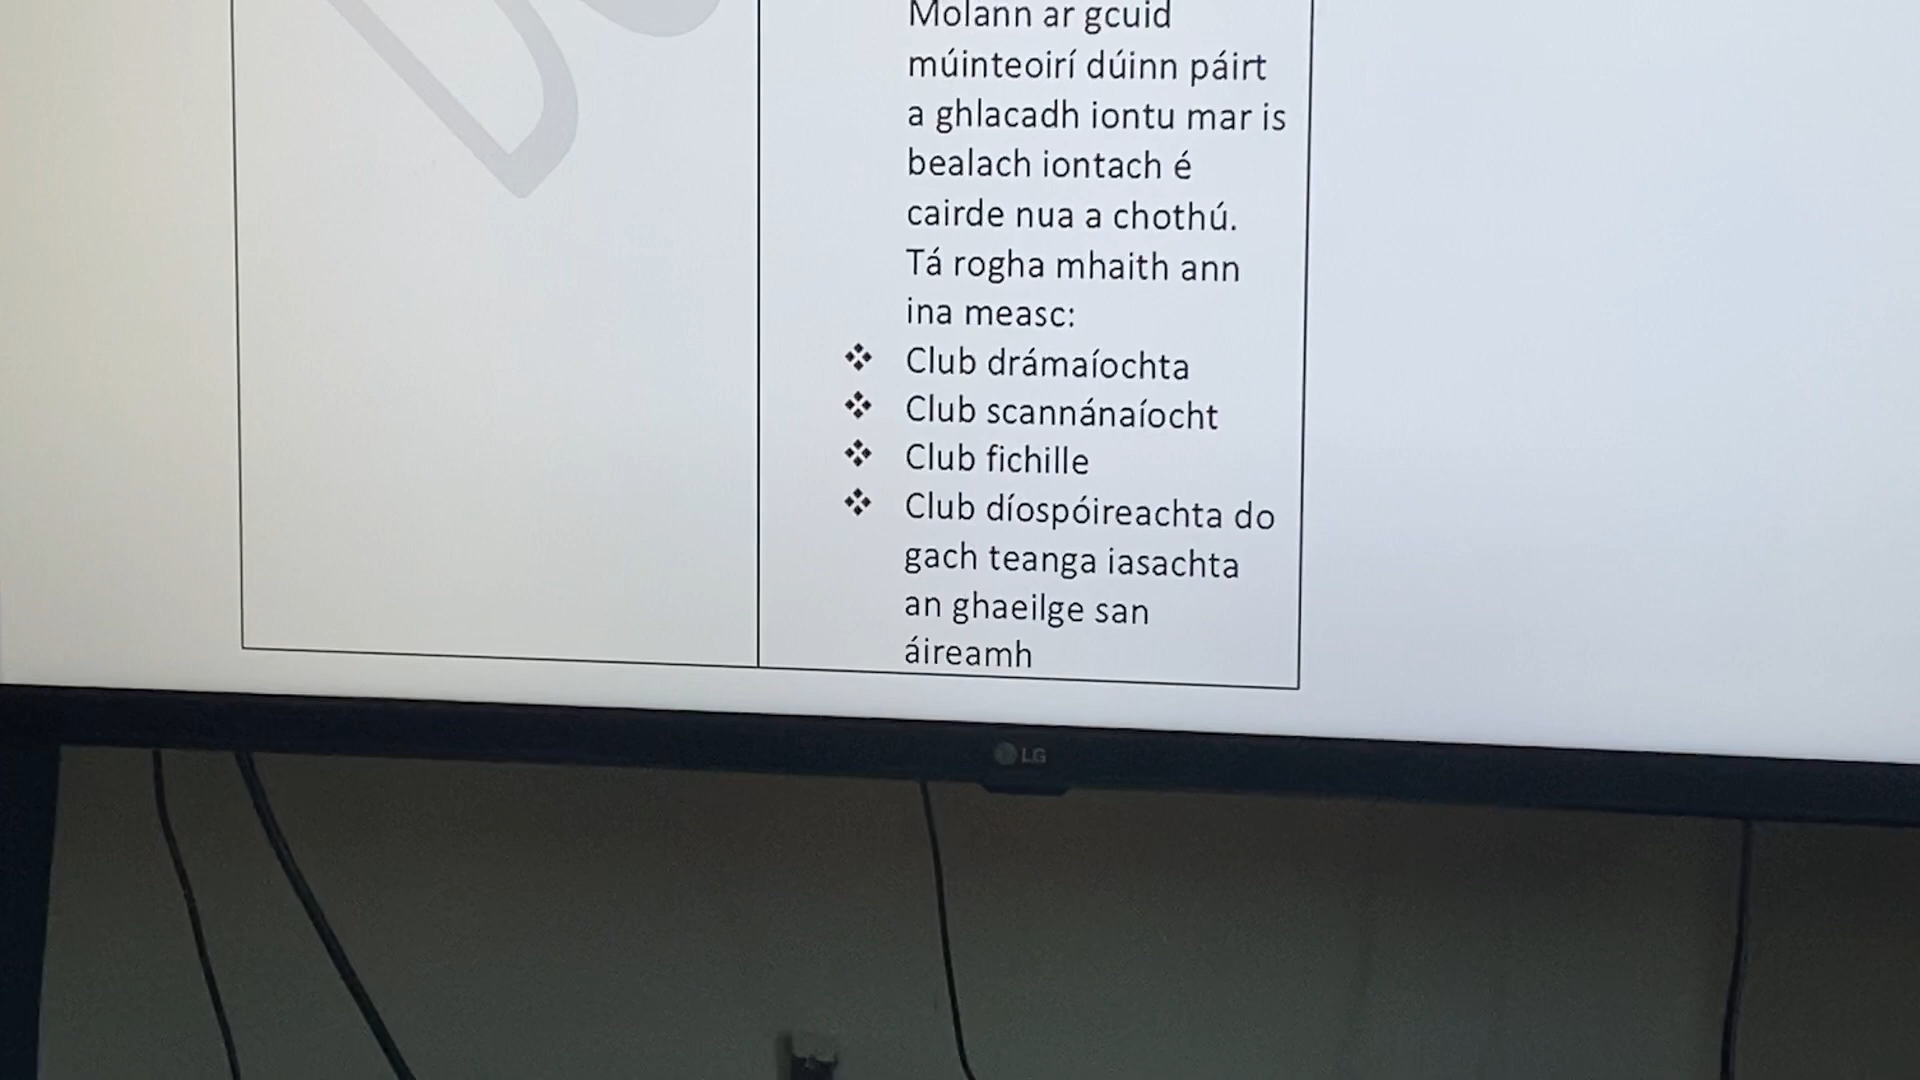 Molann ar gcuid
múinteoirí dúinn páirt
a ghlacadh iontu mar is
bealach iontach é
cairde nua a chothú.
Tá rogha mhaith ann
ina measc:
Club drámaíochta
Club scannánaíocht
Club fichille
Club díospóireachta do
gach teanga iasachta
an ghaeilge san
áireamh
LG